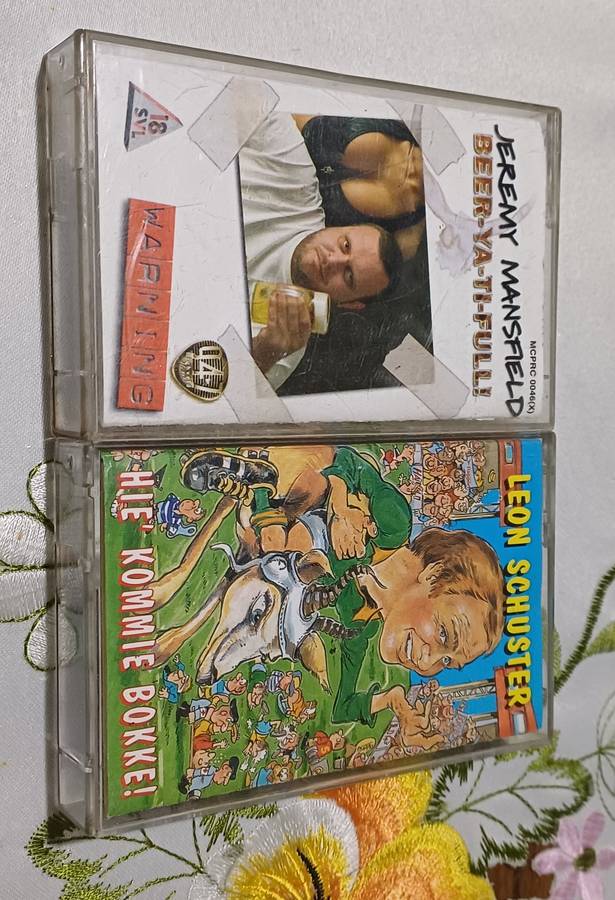 JEREMY MANSFIELD
BEER-YA-TI-FULL!
MCPRC 0046(X)
18
SVL
WARNING
LEON SCHUSTER
HIE' KOMMIE BOKKE!